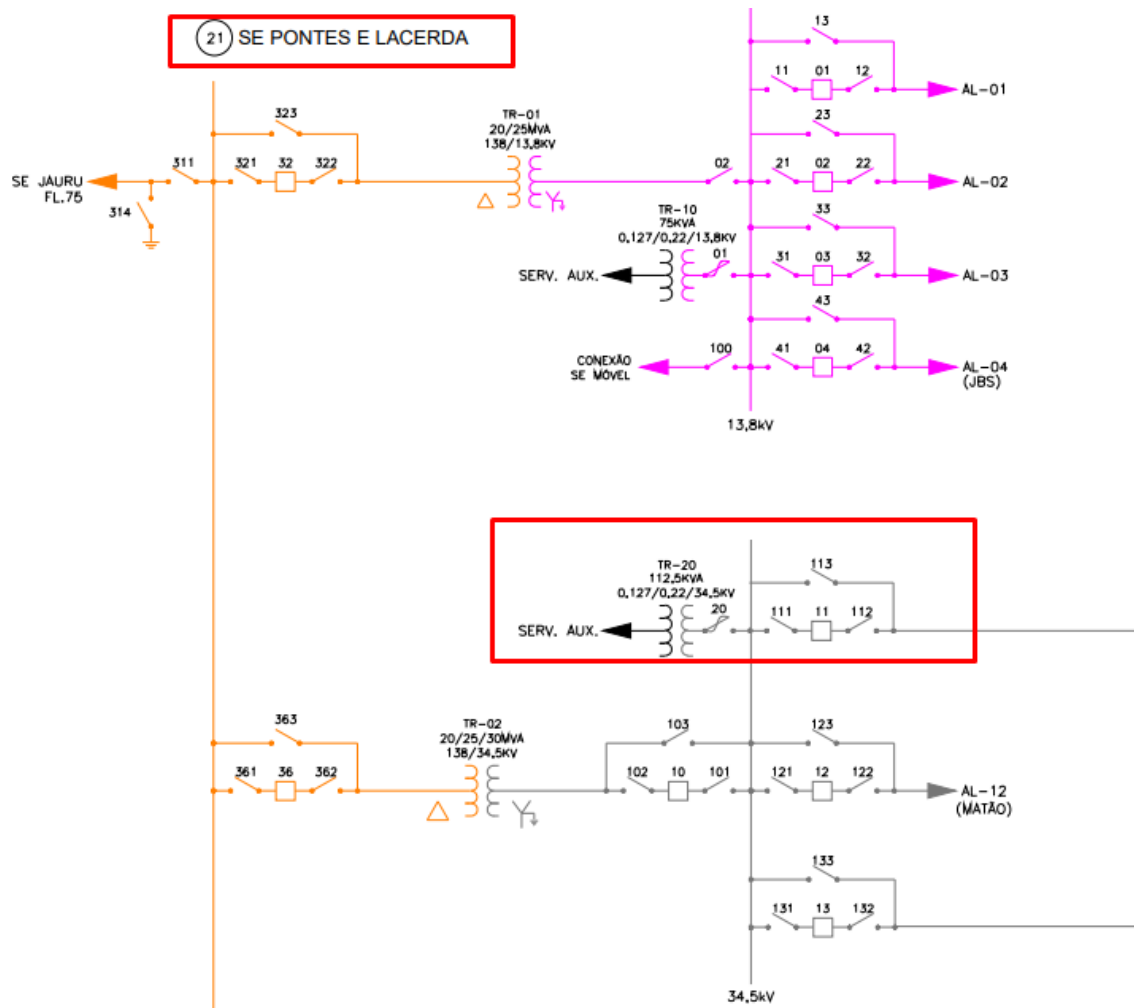 21 SE PONTES E LACERDA
13
11 01 12
AL-01
323
TR-01
20/25MVA
138/13,8KV
23
311 321 32 322
02 21 02 22
SE JAURU
FL.75
AL-02
314
TR-10
75KVA
0,127/0,22/13,8KV
33
01 31 03 32
SERV. AUX.
AL-03
43
100 41 04 42
CONEXÃO
SE MÓVEL
AL-04
(JBS)
13,8kV
TR-20
112,5KVA
0,127/0,22/34,5KV
113
20 111 11 112
SERV. AUX.
363
TR-02
20/25/30MVA
138/34,5KV
103 123
361 36 362
102 10 101 121 12 122
AL-12
(MATÃO)
133
131 13 132
34,5kV